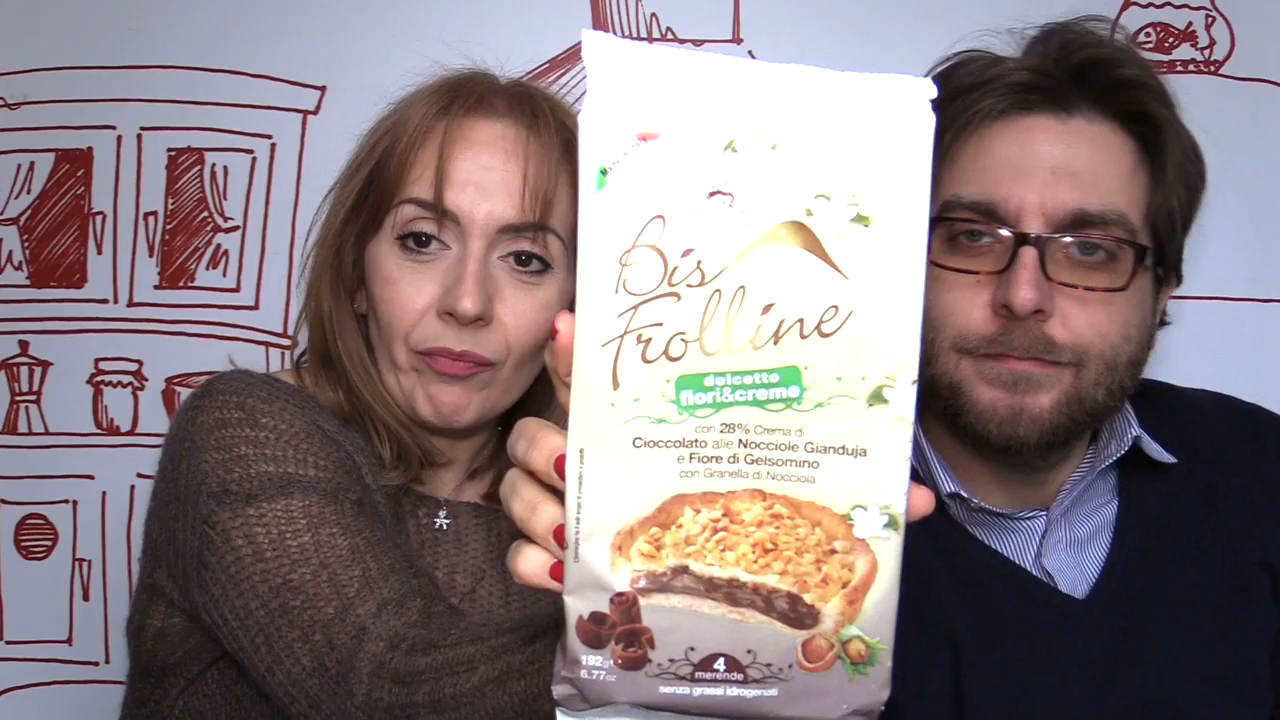 Bis
Frolline
dolcetto
fiori&creme
con 28% Crema di
Cioccolato alle Nocciole Gianduja
e Fiore di Gelsomino
con Granella di Nocciola
192g
6.77oz
4
merende
senza grassi idrogenati